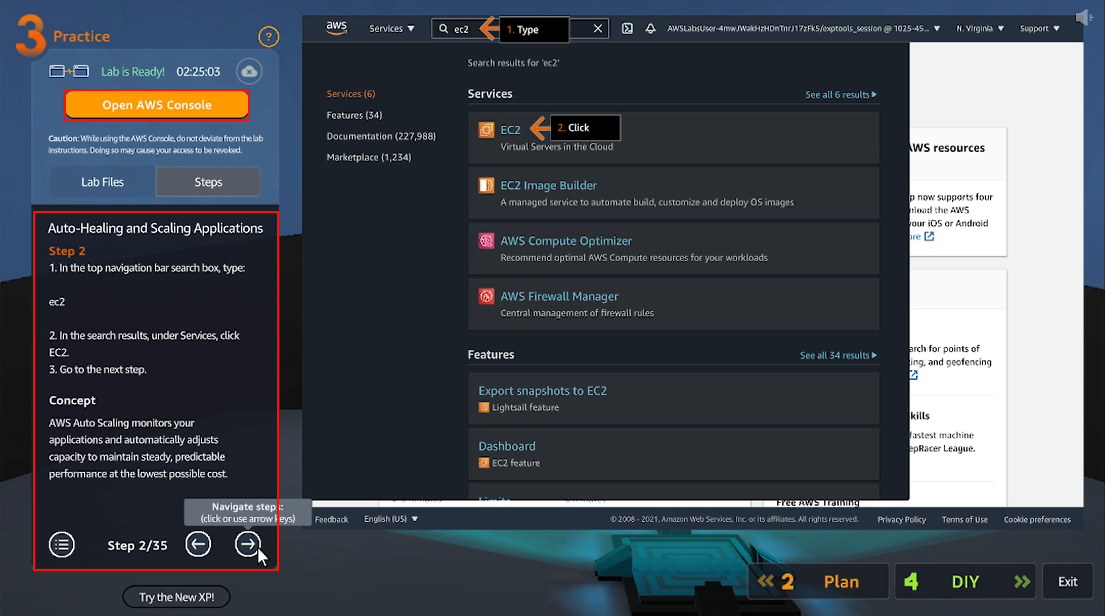 3 Practice
?
Lab is Ready! 02:25:03
Open AWS Console
Caution: While using the AWS Console, do not deviate from the lab
instructions. Doing so may cause your access to be revoked.
Lab Files
Steps
Auto-Healing and Scaling Applications
Step 2
1. In the top navigation bar search box, type:
ec2
2. In the search results, under Services, click
EC2.
3. Go to the next step.
Concept
AWS Auto Scaling monitors your
applications and automatically adjusts
capacity to maintain steady, predictable
performance at the lowest possible cost.
Navigate steps:
(click or use arrow keys)
Step 2/35
Try the New XP!
aws
Services
ec2
1. Type
N. Virginia
Support
Search results for 'ec2'
Services (6)
Features (34)
Documentation (227,988)
Marketplace (1,234)
Services
See all 6 results
EC2
2. Click
Virtual Servers in the Cloud
EC2 Image Builder
A managed service to automate build, customize and deploy OS images
AWS Compute Optimizer
Recommend optimal AWS Compute resources for your workloads
AWS Firewall Manager
Central management of firewall rules
Features
See all 34 results
Export snapshots to EC2
Lightsail feature
Dashboard
EC2 feature
Limits
AWS resources
now supports four
nload the AWS
your iOS or Android
arch for points of
ing, and geofencing
kills
fastest machine
epRacer League.
Free AWS Training
Feedback
English (US)
© 2008 - 2021, Amazon Web Services, Inc. or its affiliates. All rights reserved.
Privacy Policy
Terms of Use
Cookie preferences
2 Plan
4 DIY
Exit